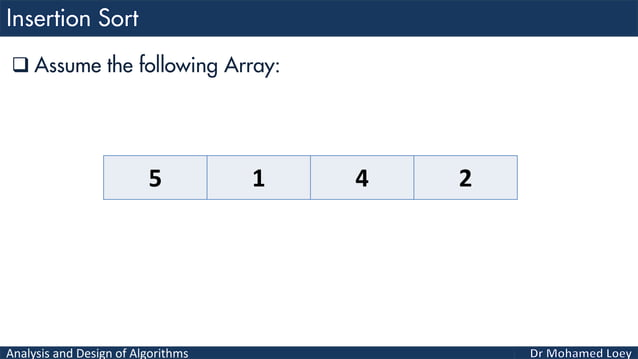 Insertion Sort
Assume the following Array:
5 1 4 2
Analysis and Design of Algorithms Dr Mohamed Loey